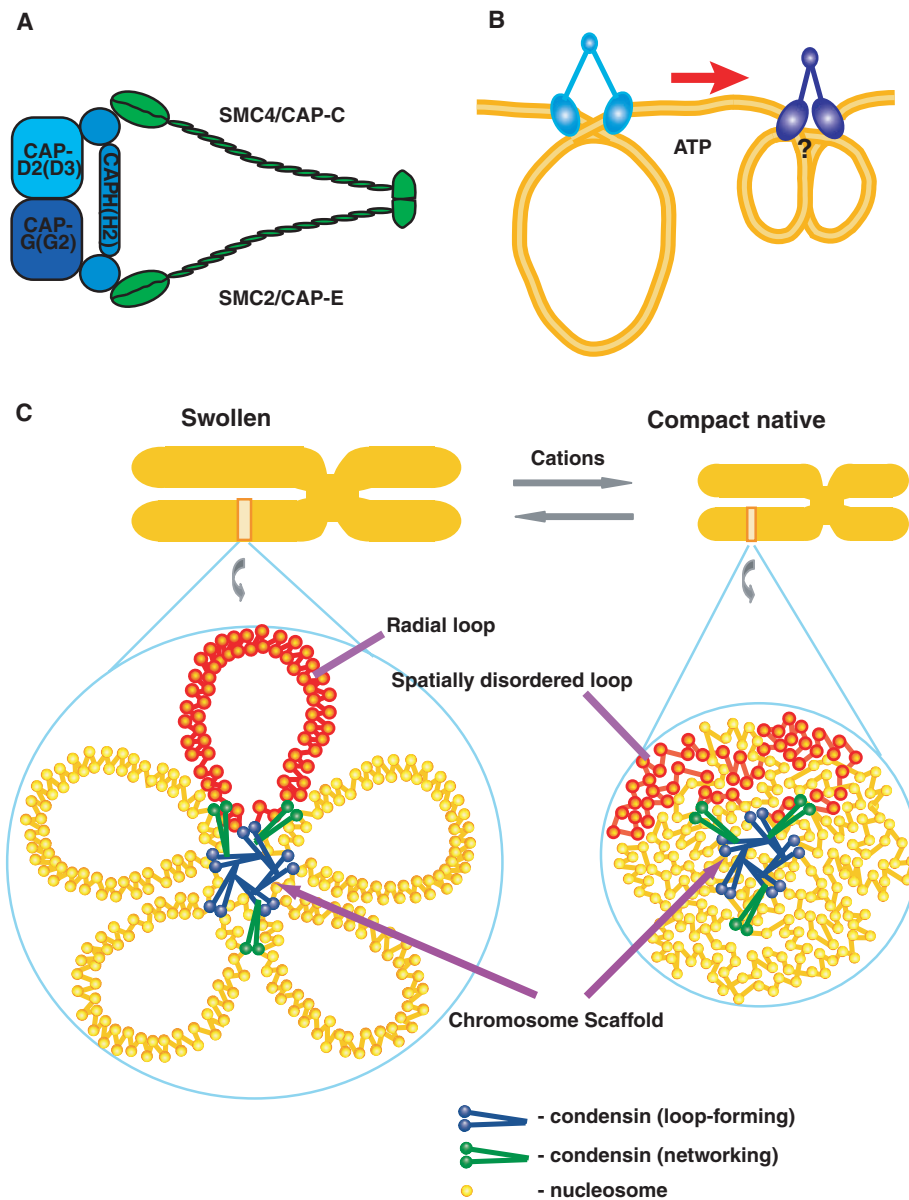 A
SMC4/CAP-C
CAP-
D2(D3)
CAPH(H2)
CAP-
G(G2)
SMC2/CAP-E
B
ATP
?
C
Swollen
Compact native
Cations
Radial loop
Spatially disordered loop
Chromosome Scaffold
- condensin (loop-forming)
- condensin (networking)
- nucleosome